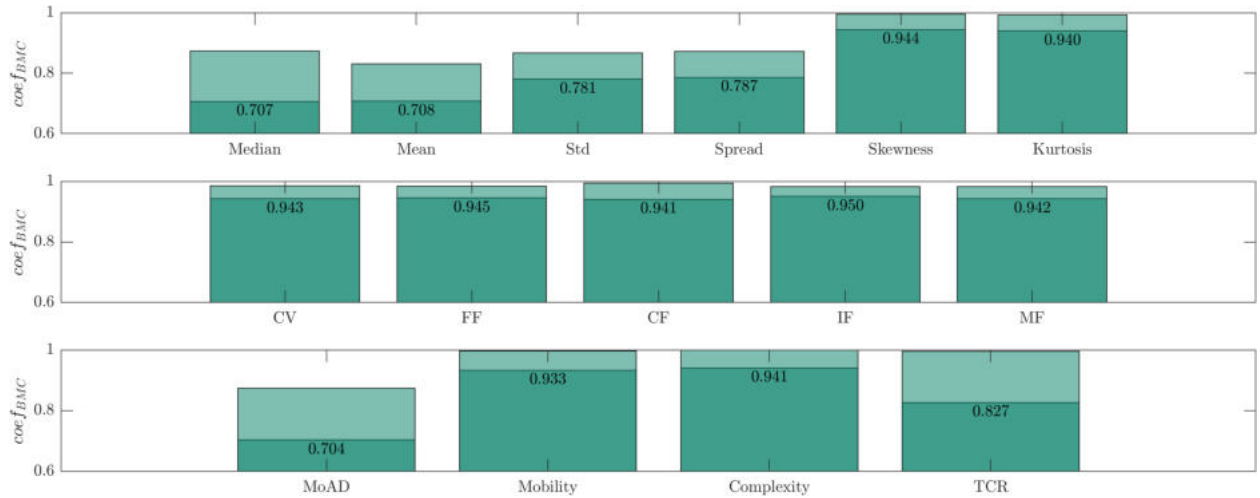 1
0.8
0.6
coef_BMC
0.707 0.708 0.781 0.787 0.944 0.940
Median Mean Std Spread Skewness Kurtosis
1
0.8
0.6
coef_BMC
0.943 0.945 0.941 0.950 0.942
CV FF CF IF MF
1
0.8
0.6
coef_BMC
0.704 0.933 0.941 0.827
MoAD Mobility Complexity TCR